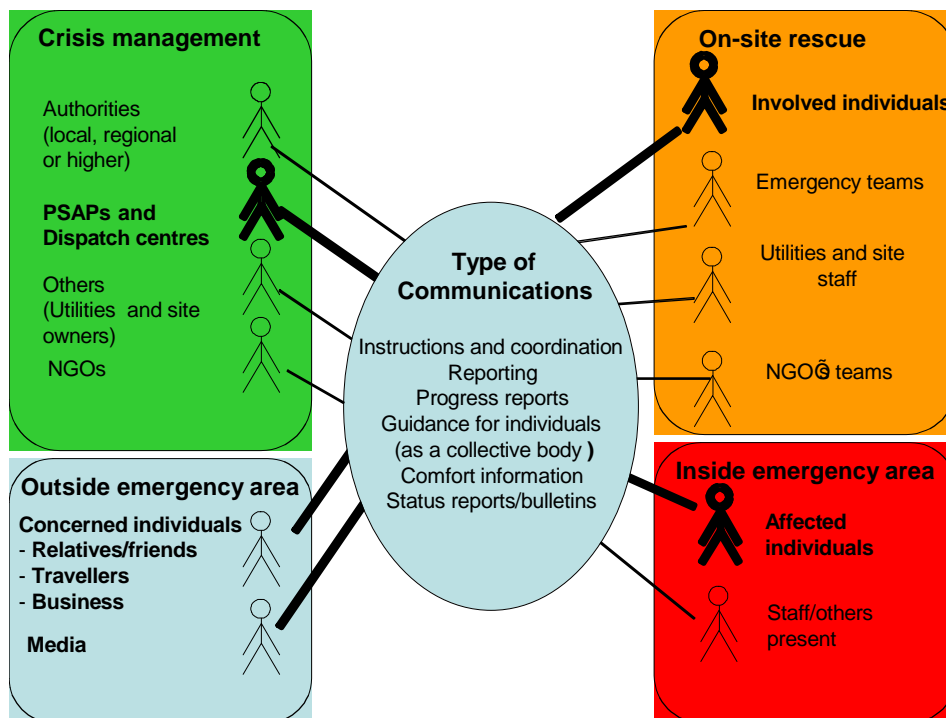 Crisis management
Authorities
(local, regional
or higher)
PSAPs and
Dispatch centres
Others
(Utilities and site
owners)
NGOs
On-site rescue
Involved individuals
Emergency teams
Utilities and site
staff
NGOÕs teams
Type of
Communications
Instructions and coordination
Reporting
Progress reports
Guidance for individuals
(as a collective body )
Comfort information
Status reports/bulletins
Outside emergency area
Concerned individuals
- Relatives/friends
- Travellers
- Business
Media
Inside emergency area
Affected
individuals
Staff/others
present